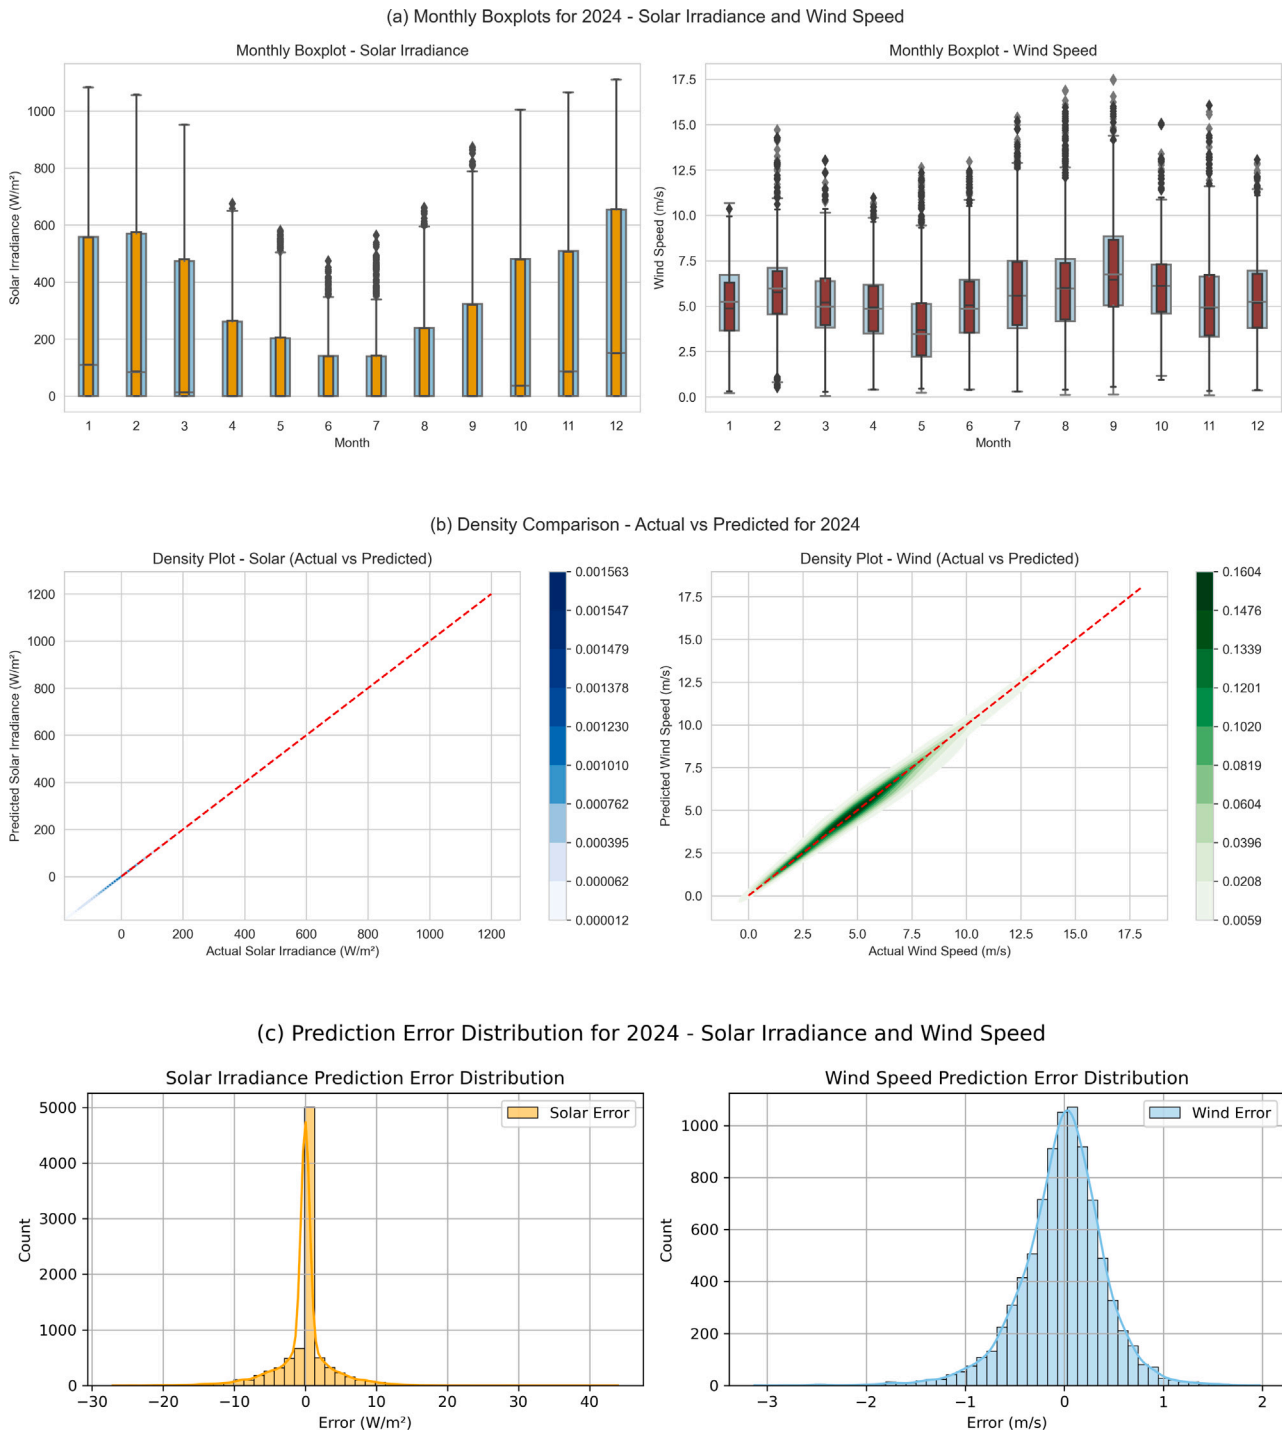 (a) Monthly Boxplots for 2024 - Solar Irradiance and Wind Speed
Monthly Boxplot - Solar Irradiance
Solar Irradiance (W/m²)
1000
800
600
400
200
0
1 2 3 4 5 6 7 8 9 10 11 12
Month
Monthly Boxplot - Wind Speed
Wind Speed (m/s)
17.5
15.0
12.5
10.0
7.5
5.0
2.5
0.0
1 2 3 4 5 6 7 8 9 10 11 12
Month
(b) Density Comparison - Actual vs Predicted for 2024
Density Plot - Solar (Actual vs Predicted)
Predicted Solar Irradiance (W/m²)
1200
1000
800
600
400
200
0
0 200 400 600 800 1000 1200
Actual Solar Irradiance (W/m²)
0.001563
0.001547
0.001479
0.001378
0.001230
0.001010
0.000762
0.000395
0.000062
0.000012
Density Plot - Wind (Actual vs Predicted)
Predicted Wind Speed (m/s)
17.5
15.0
12.5
10.0
7.5
5.0
2.5
0.0
0.0 2.5 5.0 7.5 10.0 12.5 15.0 17.5
Actual Wind Speed (m/s)
0.1604
0.1476
0.1339
0.1201
0.1020
0.0819
0.0604
0.0396
0.0208
0.0059
(c) Prediction Error Distribution for 2024 - Solar Irradiance and Wind Speed
Solar Irradiance Prediction Error Distribution
Solar Error
Count
5000
4000
3000
2000
1000
0
−30 −20 −10 0 10 20 30 40
Error (W/m²)
Wind Speed Prediction Error Distribution
Wind Error
Count
1000
800
600
400
200
0
−3 −2 −1 0 1 2
Error (m/s)